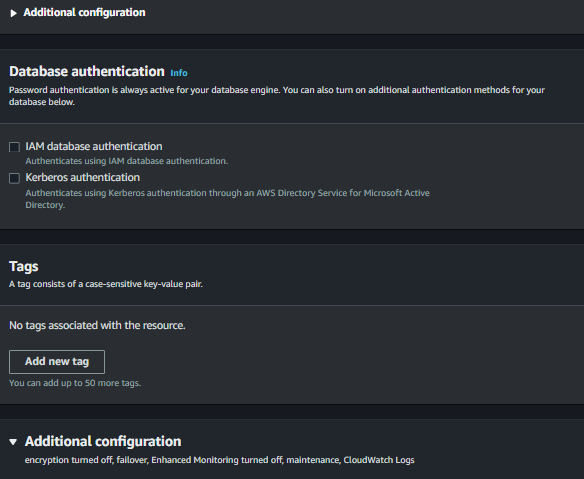 Additional configuration
Database authentication Info
Password authentication is always active for your database engine. You can also turn on additional authentication methods for your
database below.
IAM database authentication
Authenticates using IAM database authentication.
Kerberos authentication
Authenticates using Kerberos authentication through an AWS Directory Service for Microsoft Active
Directory.
Tags
A tag consists of a case-sensitive key-value pair.
No tags associated with the resource.
Add new tag
You can add up to 50 more tags.
Additional configuration
encryption turned off, failover, Enhanced Monitoring turned off, maintenance, CloudWatch Logs